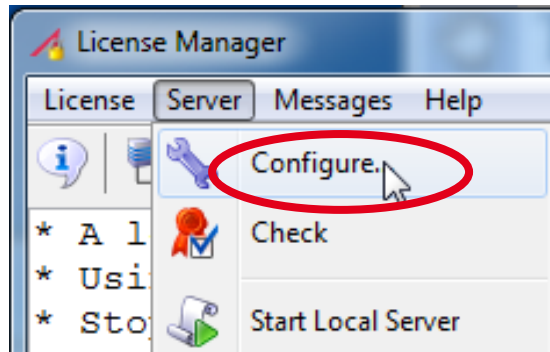 License Manager
License Server Messages Help
Configure..
Check
Start Local Server
* A l
* Usi
* Sto